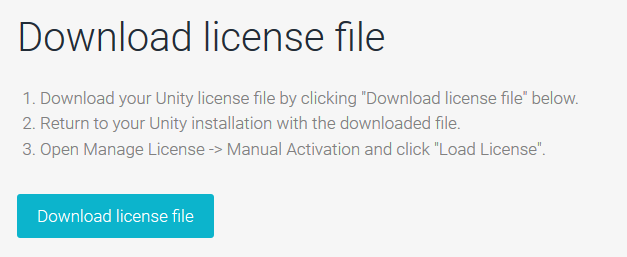 Download license file
1. Download your Unity license file by clicking "Download license file" below.
2. Return to your Unity installation with the downloaded file.
3. Open Manage License -> Manual Activation and click "Load License".
Download license file